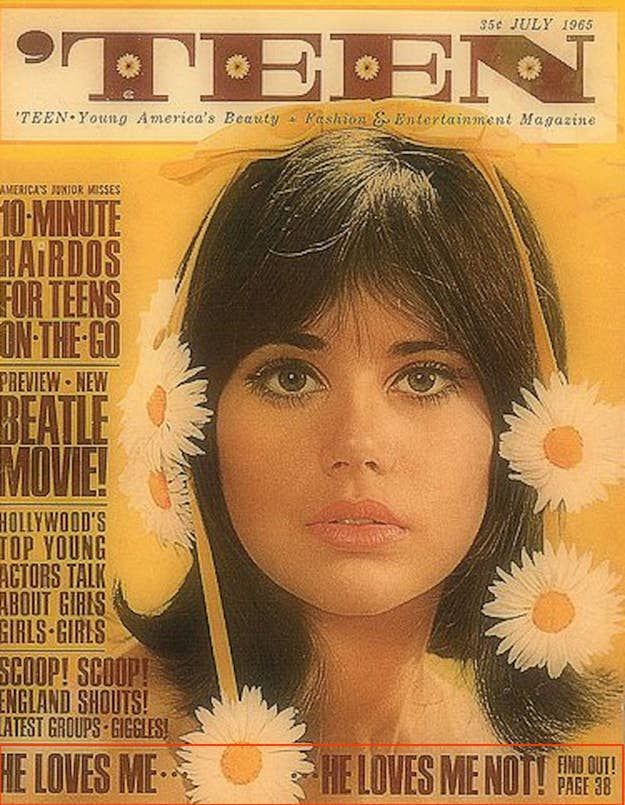 35¢ JULY 1965
'TEEN
'TEEN•Young America's Beauty • Fashion & Entertainment Magazine
AMERICA'S JUNIOR MISSES
10-MINUTE
HAiRDOS
FOR TEENS
ON-THE-GO
PREVIEW • NEW
BEATLE
MOVIE!
HOLLYWOOD'S
TOP YOUNG
ACTORS TALK
ABOUT GIRLS
GIRLS-GIRLS
SCOOP! SCOOP!
ENGLAND SHOUTS!
LATEST GROUPS-GIGGLES!
HE LOVES ME... ...HE LOVES ME NOT! FIND OUT!
PAGE 38